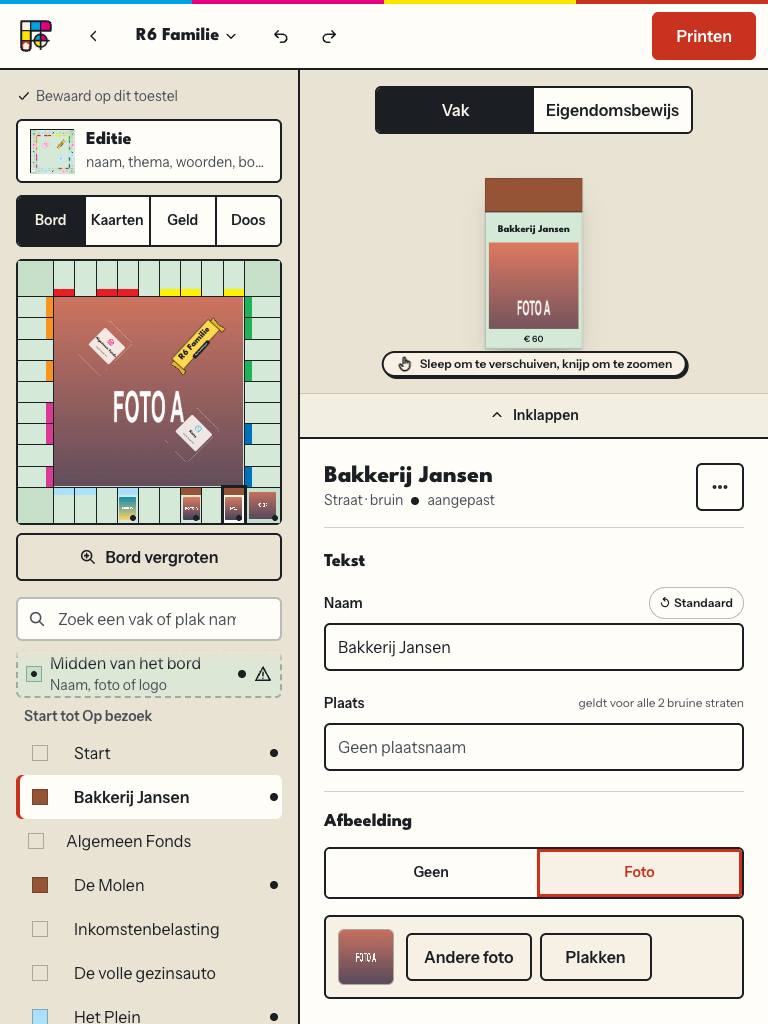 R6 Familie
Printen
Bewaard op dit toestel
Editie
naam, thema, woorden, bo...
Bord
Kaarten
Geld
Doos
R6 Familie
FOTO A
Bord vergroten
Zoek een vak of plak nam
Midden van het bord
Naam, foto of logo
Start tot Op bezoek
Start
Bakkerij Jansen
Algemeen Fonds
De Molen
Inkomstenbelasting
De volle gezinsauto
Het Plein
Vak
Eigendomsbewijs
Bakkerij Jansen
FOTO A
€ 60
Sleep om te verschuiven, knijp om te zoomen
Inklappen
Bakkerij Jansen
Straat · bruin ● aangepast
Tekst
Naam
Standaard
Bakkerij Jansen
Plaats
geldt voor alle 2 bruine straten
Geen plaatsnaam
Afbeelding
Geen
Foto
FOTO A
Andere foto
Plakken